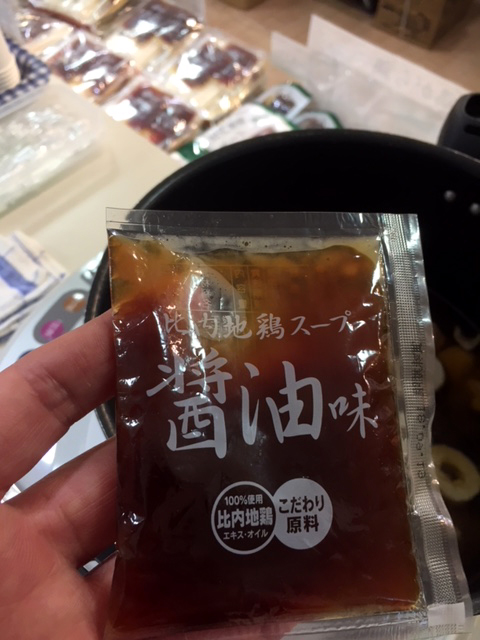 比内地鶏スープ
醤油味
100%使用
比内地鶏
エキス・オイル
こだわり
原料